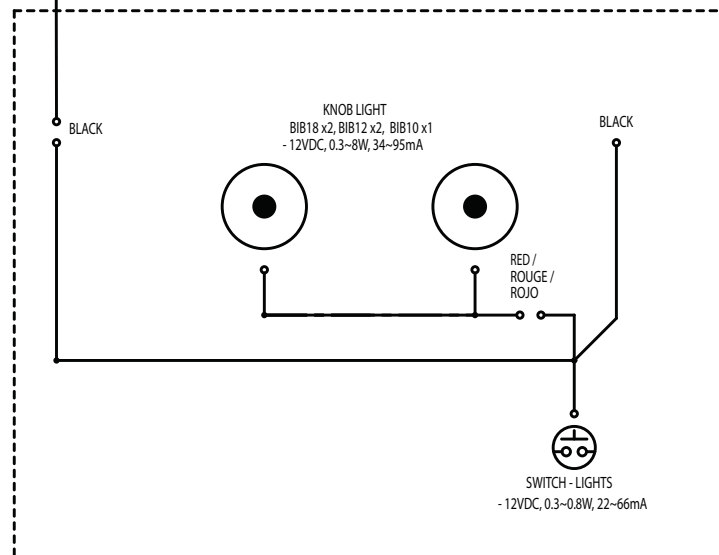 KNOB LIGHT
BIB18 x2, BIB12 x2, BIB10 x1
- 12VDC, 0.3~8W, 34~95mA
BLACK
BLACK
RED /
ROUGE /
ROJO
SWITCH - LIGHTS
- 12VDC, 0.3~0.8W, 22~66mA